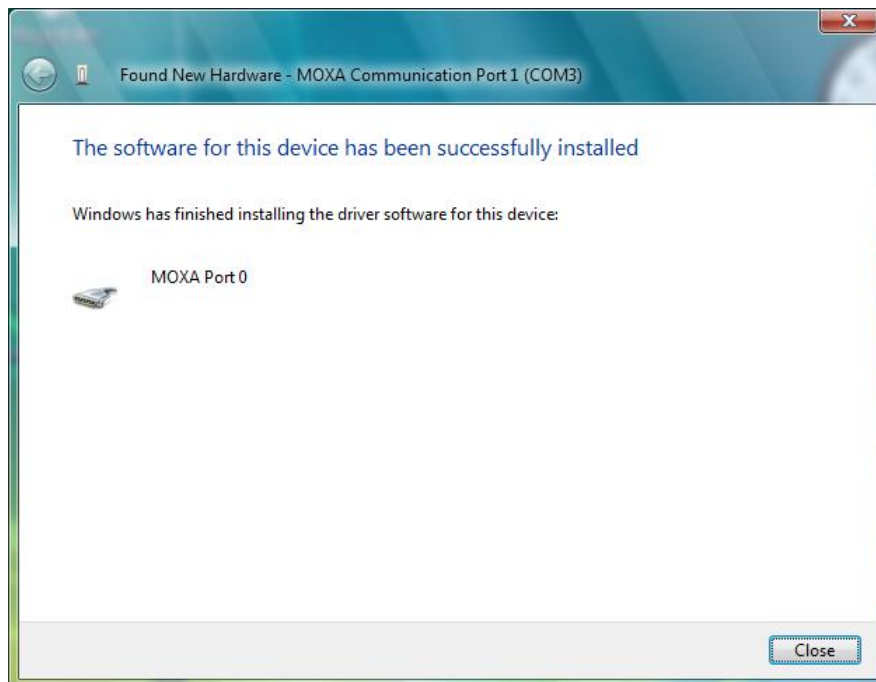 Found New Hardware - MOXA Communication Port 1 (COM3)
The software for this device has been successfully installed
Windows has finished installing the driver software for this device:
MOXA Port 0
Close